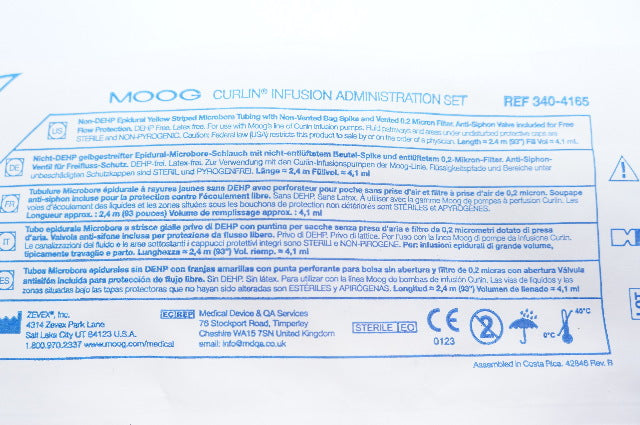 MOOG CURLIN® INFUSION ADMINISTRATION SET REF 340-4165
US Non-DEHP Epidural Yellow Striped Microbore Tubing with Non-Vented Bag Spike and Vented 0,2 Micron Filter. Anti-Siphon Valve included for Free
Flow Protection. DEHP Free. Latex free. For use with Moog's line of Curlin infusion pumps. Fluid pathways and areas under undisturbed protective caps are
STERILE and NON-PYROGENIC. Caution: Federal law (USA) restricts this product to sale by or on the order of a physician. Length = 2,4 m (93") Fill Vol = 4,1 mL
DE Nicht-DEHP gelbgestreifter Epidural-Microbore-Schlauch mit nicht-entlüftetem Beutel-Spike und entlüftetem 0,2-Mikron-Filter. Anti-Siphon-
Ventil für Freifluss-Schutz. DEHP-frei. Latex-frei. Zur Verwendung mit den Curlin-Infusionspumpen der Moog-Linie. Flüssigkeitspfade und Bereiche unter
unbeschädigten Schutzkappen sind STERIL und PYROGENFREI. Länge = 2,4 m Füllvol. = 4,1 ml
FR Tubulure Microbore épidurale à rayures jaunes sans DEHP avec perforateur pour poche sans prise d'air et filtre à prise d'air de 0,2 micron. Soupape
anti-siphon incluse pour la protection contre l'écoulement libre. Sans DEHP. Sans Latex. À utiliser avec la gamme Moog de pompes à perfusion Curlin. Les
voies d'écoulement des liquides et les zones situées sous les bouchons de protection non détériorés sont STÉRILES et APYROGÈNES.
Longueur approx. : 2,4 m (93 pouces) Volume de remplissage approx. : 4,1 ml
IT Tubo epidurale Microbore a strisce gialle privo di DEHP con puntina per sacche senza presa d'aria e filtro da 0,2 micrometri dotato di presa
d'aria. Valvola antisifone inclusa per protezione da flusso libero. Privo di DEHP. Privo di lattice. Per l'uso con la linea Moog di pompe da infusione Curlin.
Le canalizzazioni del fluido e le aree sottostanti i cappucci protettivi integri sono STERILI e NON-PIROGENE. Per: infusioni epidurali di grande volume,
tipicamente travaglio e parto. Lunghezza = 2,4 m (93") Vol. riemp. = 4,1 ml
ES Tubos Microbore epidurales sin DEHP con franjas amarillas con punta perforante para bolsa sin abertura y filtro de 0,2 micras con abertura Válvula
antisifón incluida para protección de flujo libre. Sin DEHP. Sin látex. Para utilizar con la línea Moog de bombas de infusión Curlin. Las vías de líquidos y las
zonas situadas bajo las tapas protectoras que no hayan sido alteradas son ESTÉRILES y APIRÓGENAS. Longitud = 2,4 m (93") Volumen de llenado = 4,1 ml
ZEVEX®, Inc.
4314 Zevex Park Lane
Salt Lake City UT 84123 U.S.A.
1.800.970.2337 www.moog.com/medical
EC REP Medical Device & QA Services
76 Stockport Road, Timperley
Cheshire WA15 7SN United Kingdom
email: info@mdqa.co.uk
STERILE EO
CE
0123
2
0°C
40°C
Assembled in Costa Rica. 42846 Rev. B